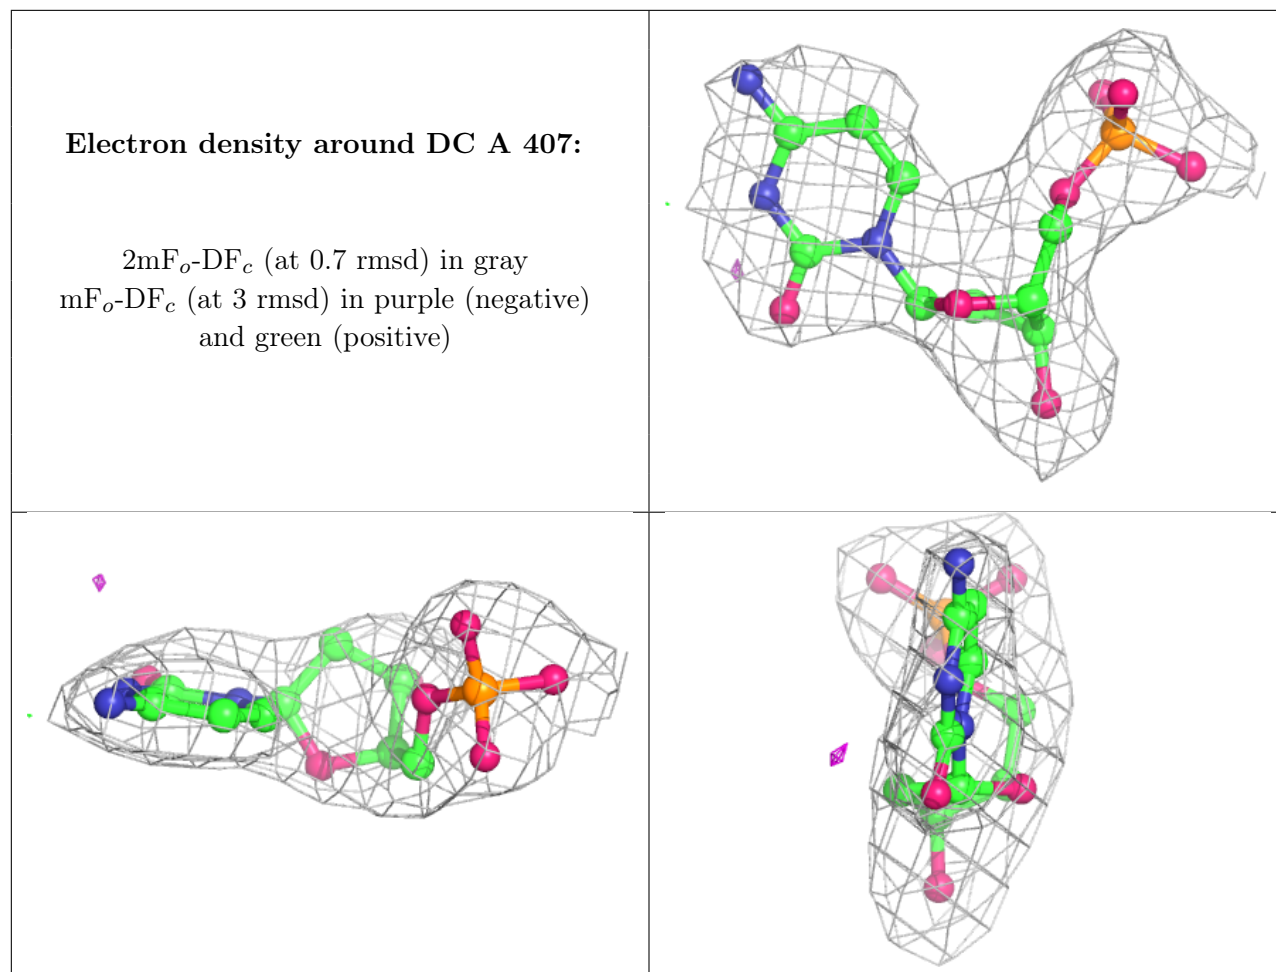 Electron density around DC A 407:
2mFo-DFc (at 0.7 rmsd) in gray
mFo-DFc (at 3 rmsd) in purple (negative)
and green (positive)